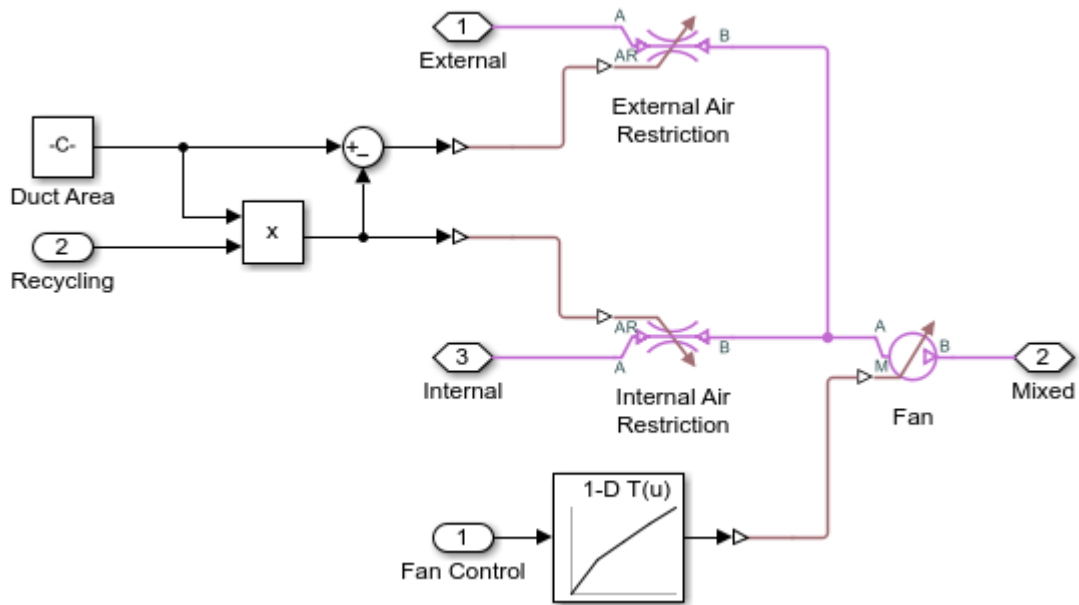 A
1
B
External
AR
External Air
Restriction
-C-
+
−
Duct Area
x
2
Recycling
AR
A
B
3
B
A
M
2
Internal
Internal Air
Restriction
Fan
Mixed
1-D T(u)
1
Fan Control